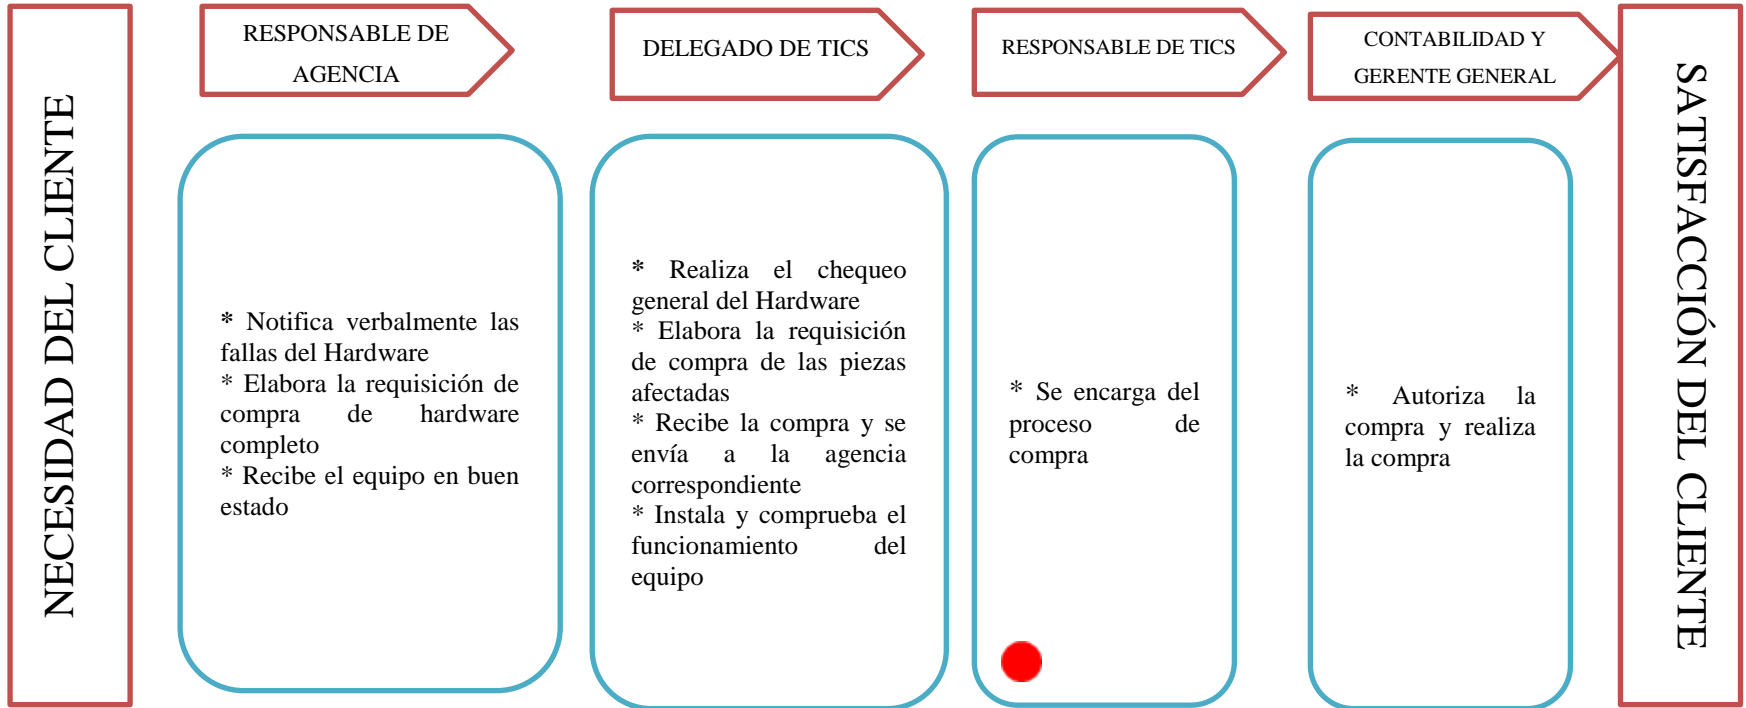 NECESIDAD DEL CLIENTE
RESPONSABLE DE
AGENCIA
DELEGADO DE TICS
RESPONSABLE DE TICS
CONTABILIDAD Y
GERENTE GENERAL
* Notifica verbalmente las
fallas del Hardware
* Elabora la requisición de
compra de hardware
completo
* Recibe el equipo en buen
estado
* Realiza el chequeo
general del Hardware
* Elabora la requisición
de compra de las piezas
afectadas
* Recibe la compra y se
envía a la agencia
correspondiente
* Instala y comprueba el
funcionamiento del
equipo
* Se encarga del
proceso de
compra
* Autoriza la
compra y realiza
la compra
SATISFACCIÓN DEL CLIENTE